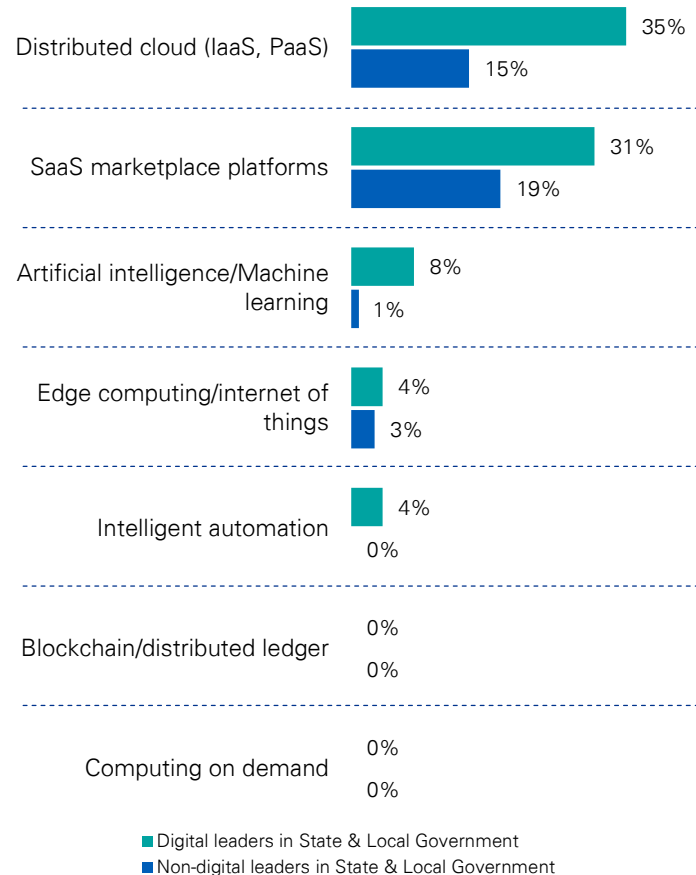 Distributed cloud (IaaS, PaaS)
35%
15%
SaaS marketplace platforms
31%
19%
Artificial intelligence/Machine
learning
8%
1%
Edge computing/internet of
things
4%
3%
Intelligent automation
4%
0%
Blockchain/distributed ledger
0%
0%
Computing on demand
0%
0%
Digital leaders in State & Local Government
Non-digital leaders in State & Local Government